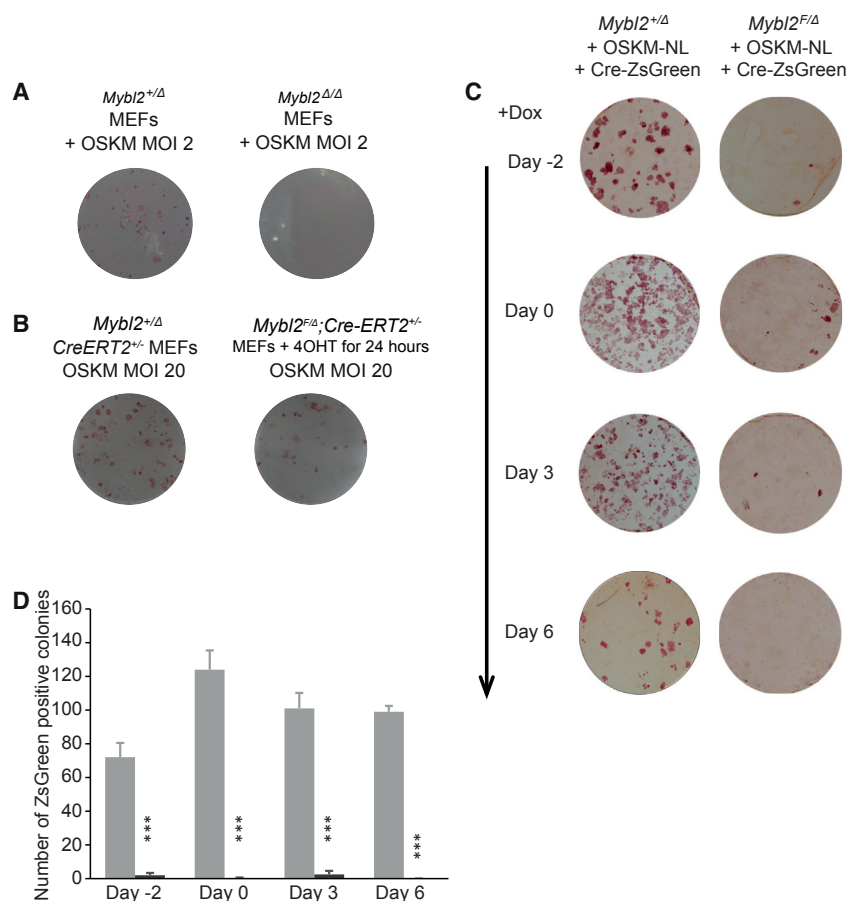 A
Mybl2+/Δ
MEFs
+ OSKM MOI 2
Mybl2Δ/Δ
MEFs
+ OSKM MOI 2
B
Mybl2+/Δ
CreERT2+/- MEFs
OSKM MOI 20
Mybl2F/Δ;Cre-ERT2+/-
MEFs + 4OHT for 24 hours
OSKM MOI 20
C
Mybl2+/Δ
+ OSKM-NL
+ Cre-ZsGreen
Mybl2F/Δ
+ OSKM-NL
+ Cre-ZsGreen
+Dox
Day -2
Day 0
Day 3
Day 6
D
Number of ZsGreen positive colonies
160
140
120
100
80
60
40
20
0
***
***
***
***
Day -2
Day 0
Day 3
Day 6